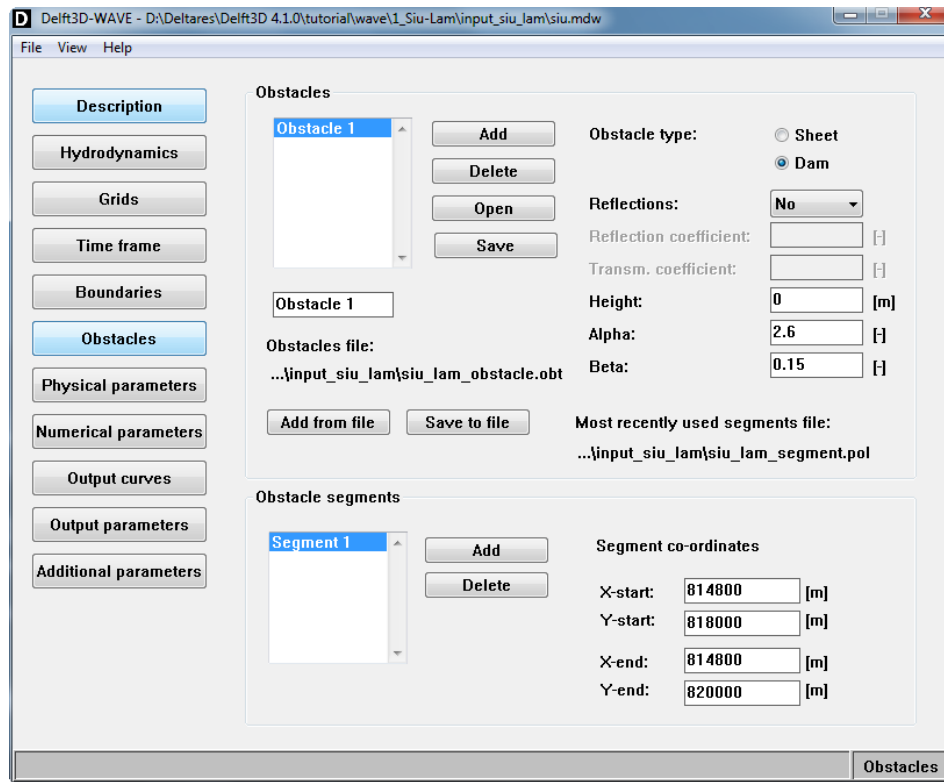 D Delft3D-WAVE - D:\Deltares\Delft3D 4.1.0\tutorial\wave\1_Siu-Lam\input_siu_lam\siu.mdw
File View Help
Description
Hydrodynamics
Grids
Time frame
Boundaries
Obstacles
Physical parameters
Numerical parameters
Output curves
Output parameters
Additional parameters
Obstacles
Obstacle 1
Add
Delete
Open
Save
Obstacle 1
Obstacles file:
...\input_siu_lam\siu_lam_obstacle.obt
Add from file Save to file
Obstacle type: Sheet
Dam
Reflections: No
Reflection coefficient: [-]
Transm. coefficient: [-]
Height: 0 [m]
Alpha: 2.6 [-]
Beta: 0.15 [-]
Most recently used segments file:
...\input_siu_lam\siu_lam_segment.pol
Obstacle segments
Segment 1
Add
Delete
Segment co-ordinates
X-start: 814800 [m]
Y-start: 818000 [m]
X-end: 814800 [m]
Y-end: 820000 [m]
Obstacles